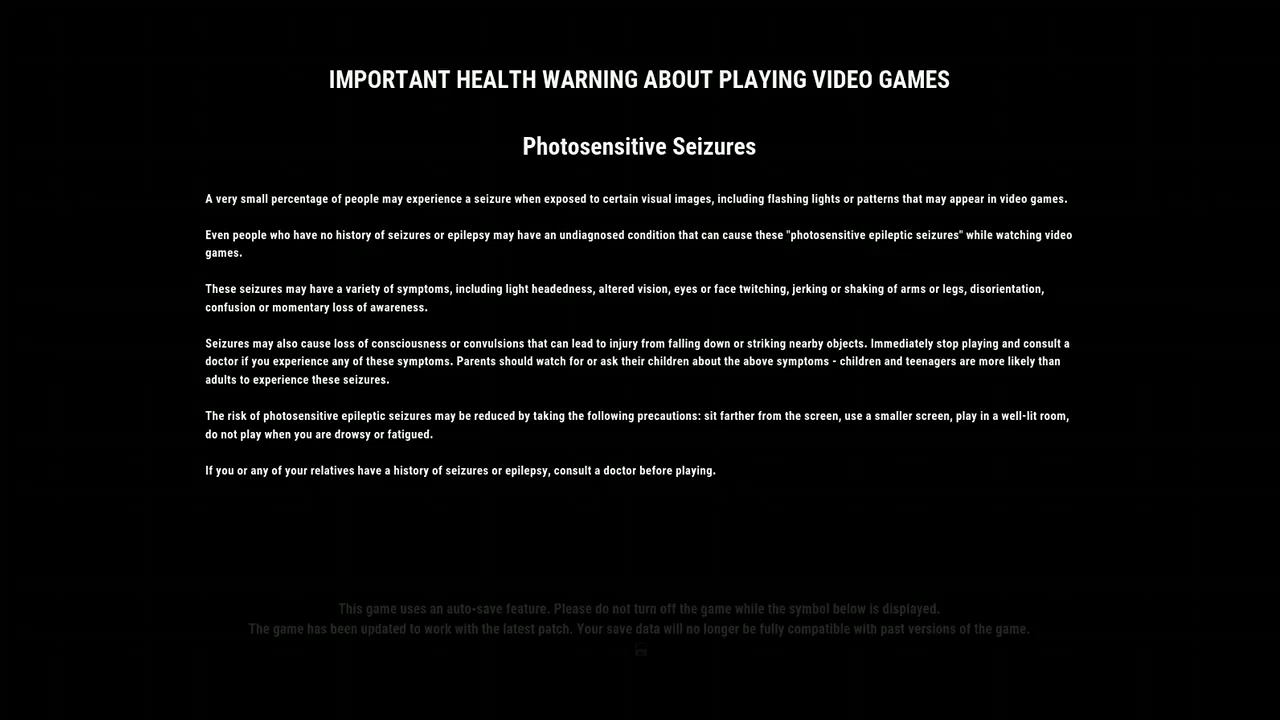 IMPORTANT HEALTH WARNING ABOUT PLAYING VIDEO GAMES
Photosensitive Seizures
A very small percentage of people may experience a seizure when exposed to certain visual images, including flashing lights or patterns that may appear in video games.
Even people who have no history of seizures or epilepsy may have an undiagnosed condition that can cause these "photosensitive epileptic seizures" while watching video
games.
These seizures may have a variety of symptoms, including light headedness, altered vision, eyes or face twitching, jerking or shaking of arms or legs, disorientation,
confusion or momentary loss of awareness.
Seizures may also cause loss of consciousness or convulsions that can lead to injury from falling down or striking nearby objects. Immediately stop playing and consult a
doctor if you experience any of these symptoms. Parents should watch for or ask their children about the above symptoms - children and teenagers are more likely than
adults to experience these seizures.
The risk of photosensitive epileptic seizures may be reduced by taking the following precautions: sit farther from the screen, use a smaller screen, play in a well-lit room,
do not play when you are drowsy or fatigued.
If you or any of your relatives have a history of seizures or epilepsy, consult a doctor before playing.
This game uses an auto-save feature. Please do not turn off the game while the symbol below is displayed.
The game has been updated to work with the latest patch. Your save data will no longer be fully compatible with past versions of the game.